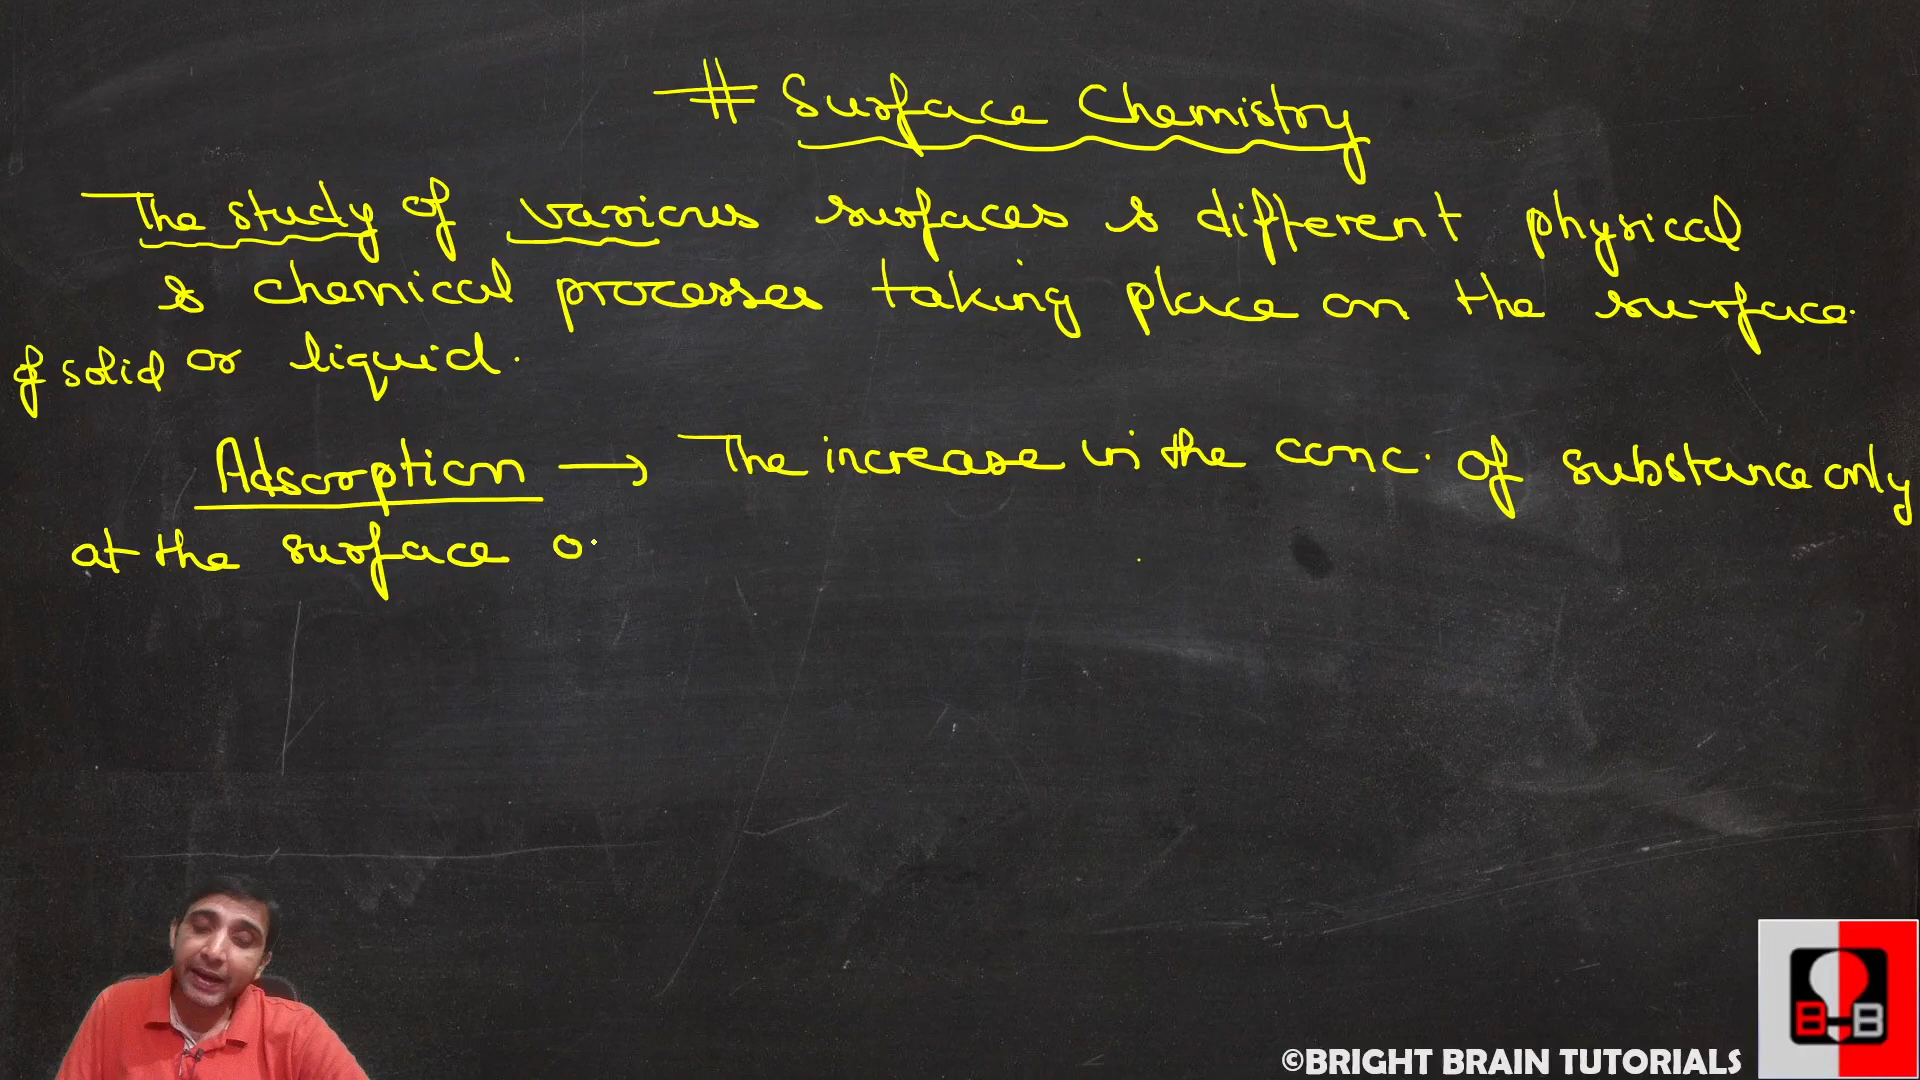 # Surface Chemistry
The study of various surfaces & different physical
& chemical processes taking place on the surface.
of solid or liquid.
Adsorption → The increase in the conc. of substance only
at the surface o
B B
©BRIGHT BRAIN TUTORIALS